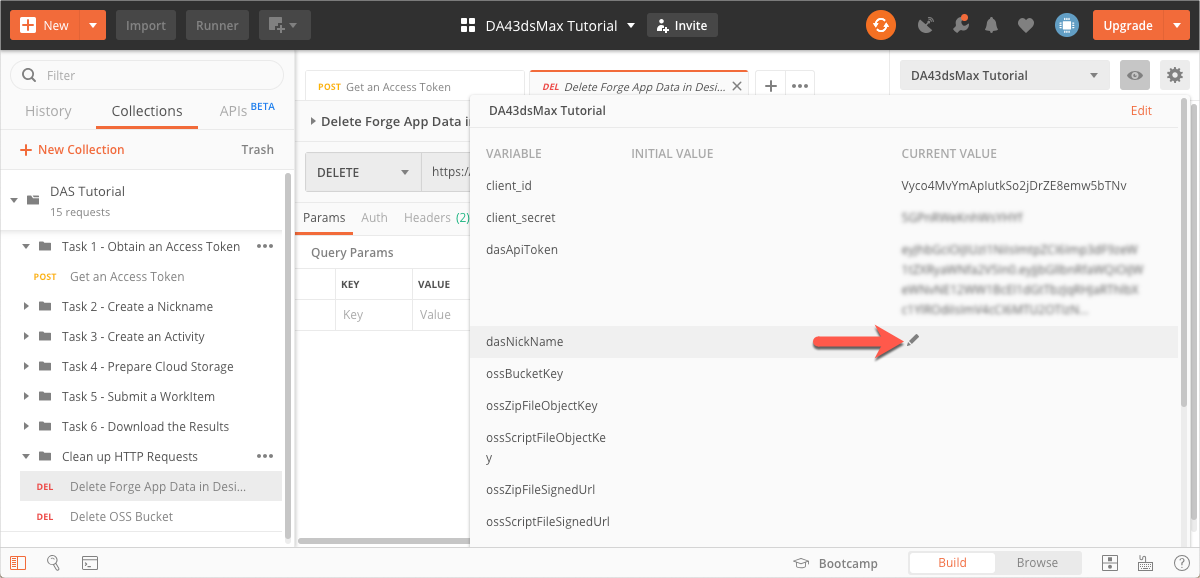 New
Import
Runner
DA43dsMax Tutorial
Invite
Upgrade
Filter
History
Collections
APIs BETA
New Collection
Trash
DAS Tutorial
15 requests
Task 1 - Obtain an Access Token
POST Get an Access Token
Task 2 - Create a Nickname
Task 3 - Create an Activity
Task 4 - Prepare Cloud Storage
Task 5 - Submit a WorkItem
Task 6 - Download the Results
Clean up HTTP Requests
DEL Delete Forge App Data in Desi...
DEL Delete OSS Bucket
POST Get an Access Token
DEL Delete Forge App Data in Desi...
DA43dsMax Tutorial
Delete Forge App Data i
DELETE
https:/
Params
Auth
Headers (2)
Query Params
KEY
VALUE
Key
Value
DA43dsMax Tutorial
Edit
VARIABLE
INITIAL VALUE
CURRENT VALUE
client_id
Vyco4MvYmAplutkSo2jDrZE8emw5bTNv
client_secret
dasApiToken
dasNickName
ossBucketKey
ossZipFileObjectKey
ossScriptFileObjectKe
y
ossZipFileSignedUrl
ossScriptFileSignedUrl
Bootcamp
Build
Browse